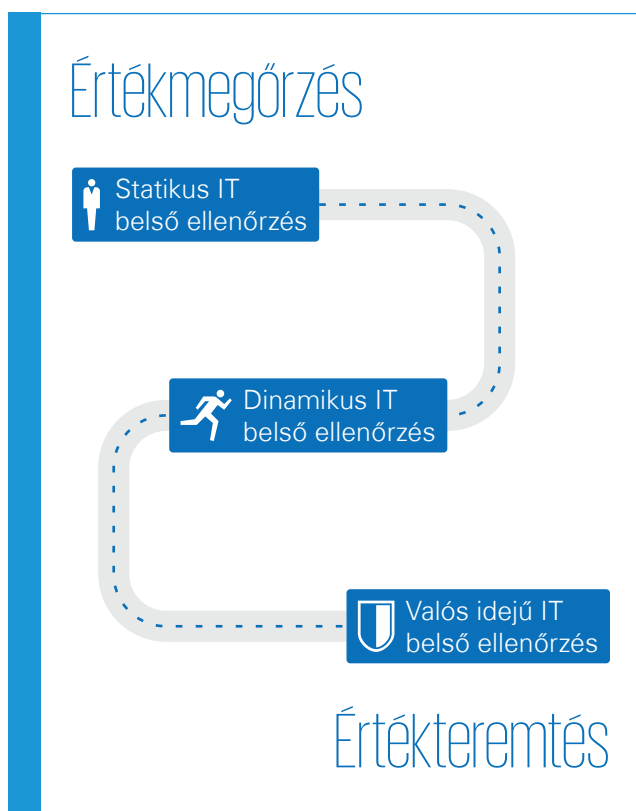 Értékmegőrzés
Statikus IT
belső ellenőrzés
Dinamikus IT
belső ellenőrzés
Valós idejű IT
belső ellenőrzés
Értékteremtés